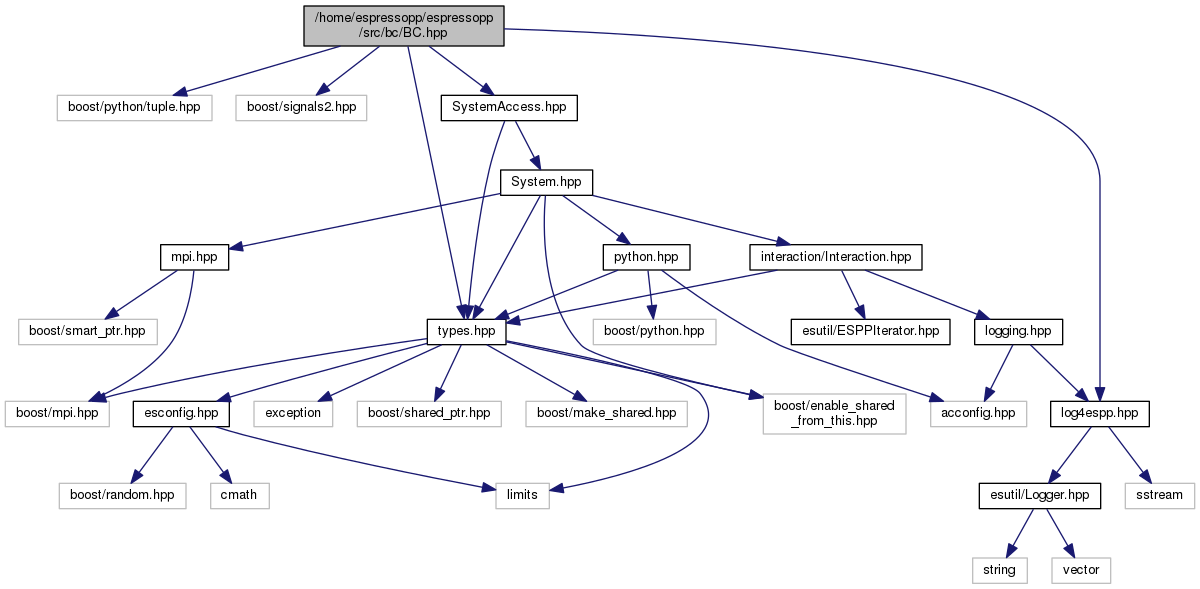 /home/espressopp/espressopp
/src/bc/BC.hpp
boost/python/tuple.hpp
boost/signals2.hpp
SystemAccess.hpp
System.hpp
mpi.hpp
python.hpp
interaction/Interaction.hpp
boost/smart_ptr.hpp
types.hpp
boost/python.hpp
esutil/ESPPIterator.hpp
logging.hpp
boost/mpi.hpp
esconfig.hpp
exception
boost/shared_ptr.hpp
boost/make_shared.hpp
boost/enable_shared
_from_this.hpp
acconfig.hpp
log4espp.hpp
boost/random.hpp
cmath
limits
esutil/Logger.hpp
sstream
string
vector